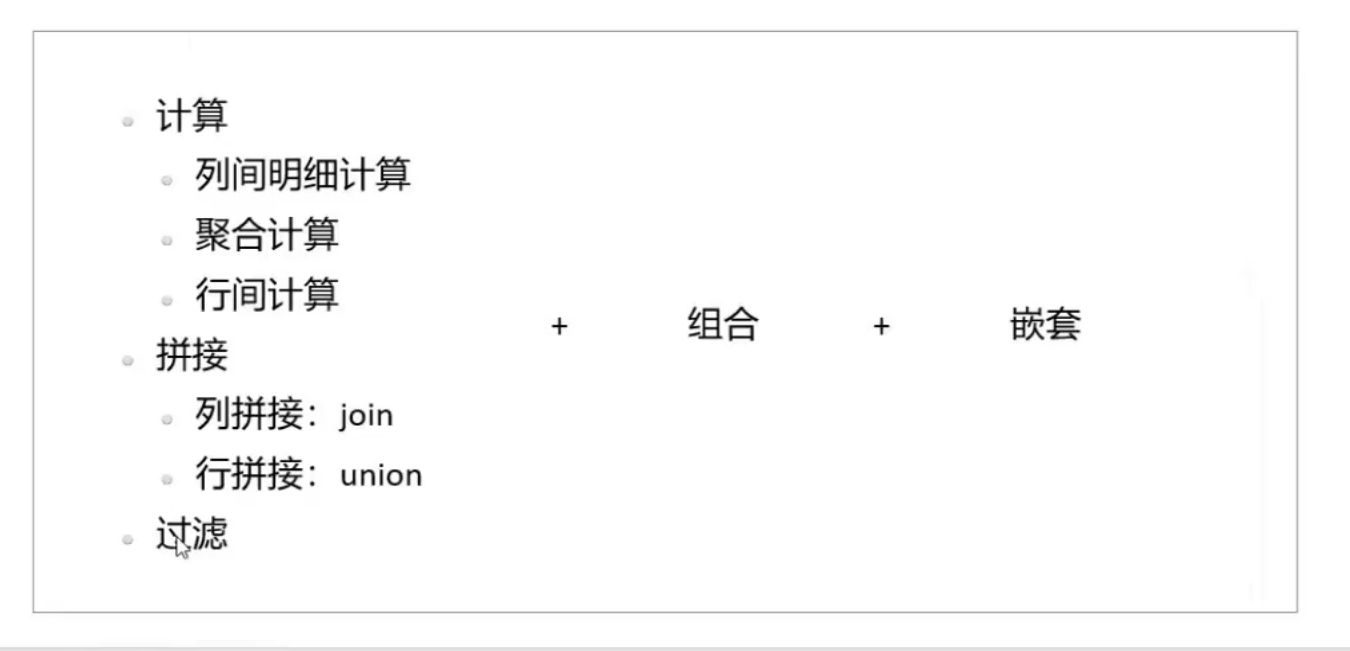 计算
列间明细计算
聚合计算
行间计算
+ 组合 + 嵌套
拼接
列拼接：join
行拼接：union
过滤